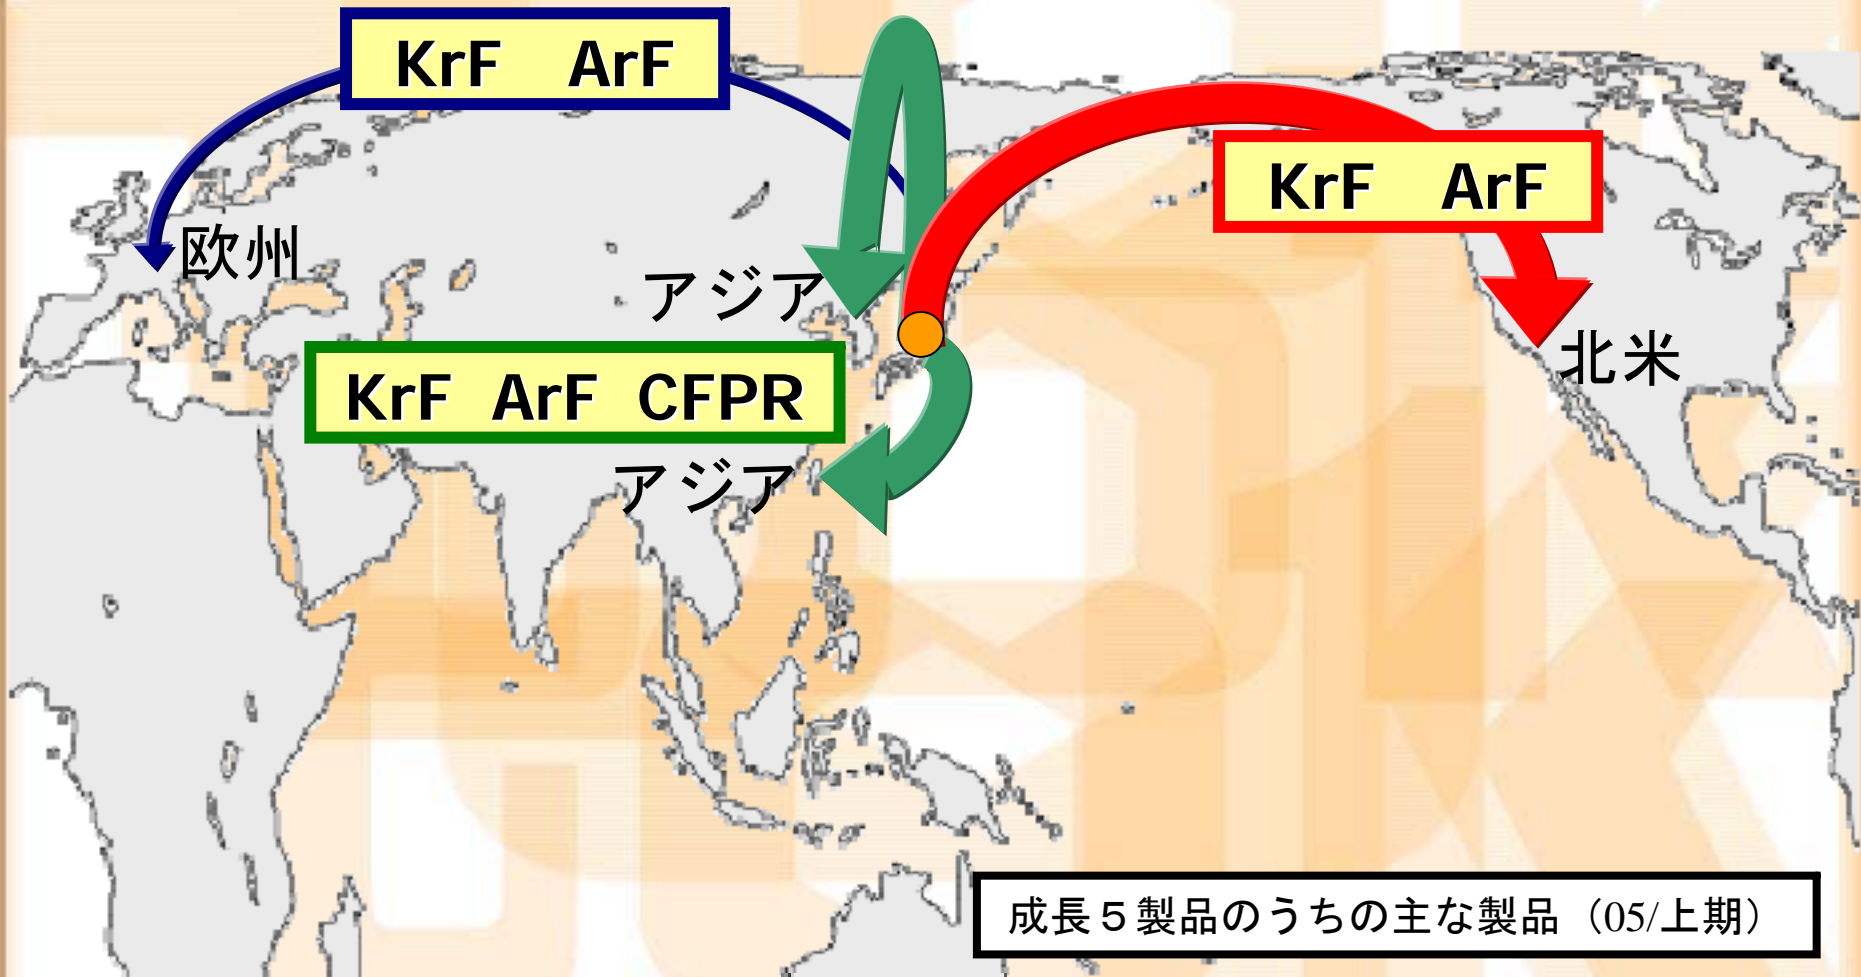 KrF ArF
KrF ArF
欧州
アジア
北米
KrF ArF CFPR
アジア
成長５製品のうちの主な製品（05/上期）